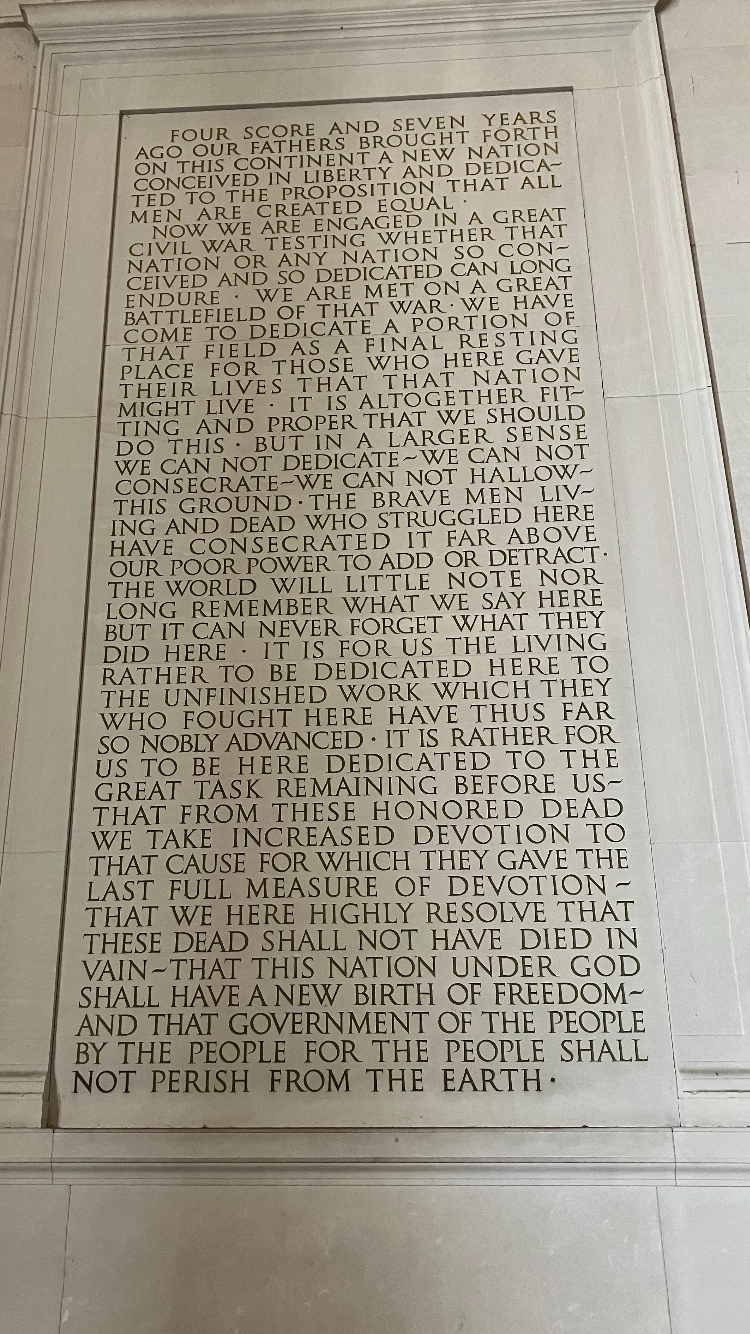 FOUR SCORE AND SEVEN YEARS
AGO OUR FATHERS BROUGHT FORTH
ON THIS CONTINENT A NEW NATION
CONCEIVED IN LIBERTY AND DEDICA~
TED TO THE PROPOSITION THAT ALL
MEN ARE CREATED EQUAL ·
NOW WE ARE ENGAGED IN A GREAT
CIVIL WAR TESTING WHETHER THAT
NATION OR ANY NATION SO CON~
CEIVED AND SO DEDICATED CAN LONG
ENDURE · WE ARE MET ON A GREAT
BATTLEFIELD OF THAT WAR · WE HAVE
COME TO DEDICATE A PORTION OF
THAT FIELD AS A FINAL RESTING
PLACE FOR THOSE WHO HERE GAVE
THEIR LIVES THAT THAT NATION
MIGHT LIVE · IT IS ALTOGETHER FIT~
TING AND PROPER THAT WE SHOULD
DO THIS · BUT IN A LARGER SENSE
WE CAN NOT DEDICATE~WE CAN NOT
CONSECRATE~WE CAN NOT HALLOW~
THIS GROUND · THE BRAVE MEN LIV~
ING AND DEAD WHO STRUGGLED HERE
HAVE CONSECRATED IT FAR ABOVE
OUR POOR POWER TO ADD OR DETRACT ·
THE WORLD WILL LITTLE NOTE NOR
LONG REMEMBER WHAT WE SAY HERE
BUT IT CAN NEVER FORGET WHAT THEY
DID HERE · IT IS FOR US THE LIVING
RATHER TO BE DEDICATED HERE TO
THE UNFINISHED WORK WHICH THEY
WHO FOUGHT HERE HAVE THUS FAR
SO NOBLY ADVANCED · IT IS RATHER FOR
US TO BE HERE DEDICATED TO THE
GREAT TASK REMAINING BEFORE US~
THAT FROM THESE HONORED DEAD
WE TAKE INCREASED DEVOTION TO
THAT CAUSE FOR WHICH THEY GAVE THE
LAST FULL MEASURE OF DEVOTION ~
THAT WE HERE HIGHLY RESOLVE THAT
THESE DEAD SHALL NOT HAVE DIED IN
VAIN~THAT THIS NATION UNDER GOD
SHALL HAVE A NEW BIRTH OF FREEDOM~
AND THAT GOVERNMENT OF THE PEOPLE
BY THE PEOPLE FOR THE PEOPLE SHALL
NOT PERISH FROM THE EARTH ·